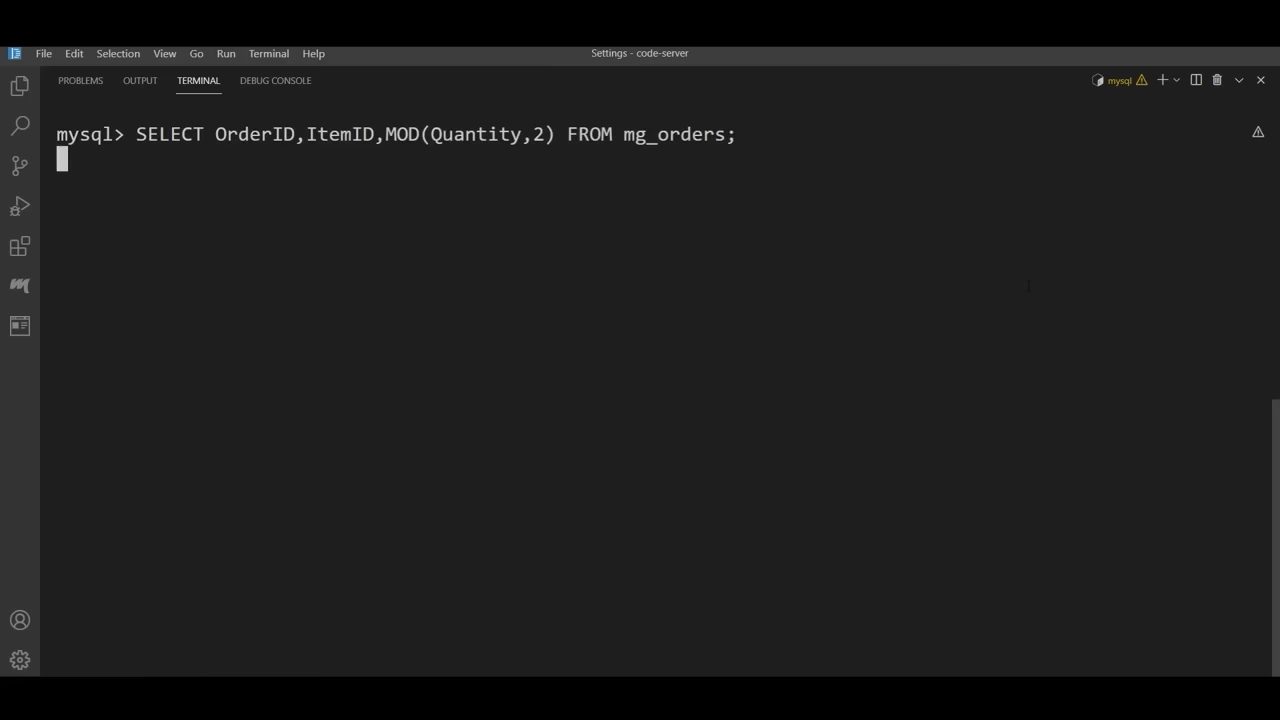 File Edit Selection View Go Run Terminal Help
Settings - code-server
PROBLEMS OUTPUT TERMINAL DEBUG CONSOLE
mysql
mysql> SELECT OrderID,ItemID,MOD(Quantity,2) FROM mg_orders;